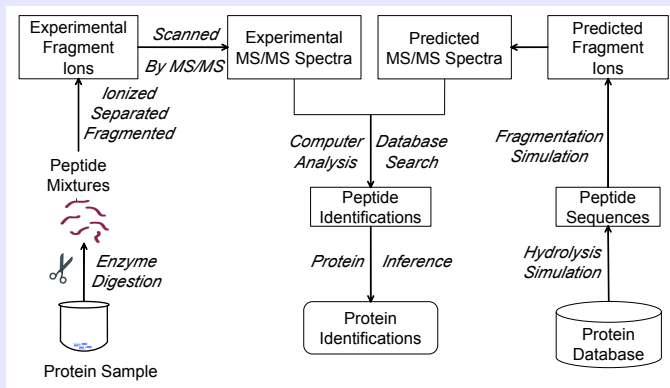 Experimental
Fragment
Ions
Scanned
By MS/MS
Experimental
MS/MS Spectra
Predicted
MS/MS Spectra
Predicted
Fragment
Ions
Ionized
Separated
Fragmented
Computer
Analysis
Database
Search
Fragmentation
Simulation
Peptide
Mixtures
Peptide
Identifications
Peptide
Sequences
Enzyme
Digestion
Protein
Inference
Hydrolysis
Simulation
Protein
Identifications
Protein
Database
Protein Sample